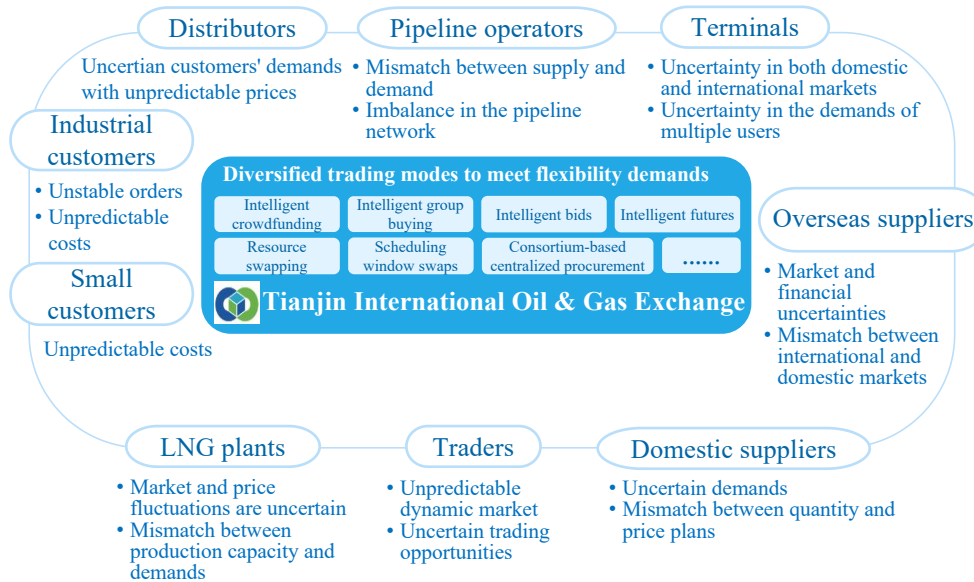 Distributors
Uncertian customers' demands
with unpredictable prices
Pipeline operators
• Mismatch between supply and
demand
• Imbalance in the pipeline
network
Terminals
• Uncertainty in both domestic
and international markets
• Uncertainty in the demands of
multiple users
Industrial
customers
• Unstable orders
• Unpredictable
costs
Small
customers
Unpredictable costs
Diversified trading modes to meet flexibility demands
Intelligent
crowdfunding
Intelligent group
buying
Intelligent bids
Intelligent futures
Resource
swapping
Scheduling
window swaps
Consortium-based
centralized procurement
......
Tianjin International Oil & Gas Exchange
Overseas suppliers
• Market and
financial
uncertainties
• Mismatch between
international and
domestic markets
LNG plants
• Market and price
fluctuations are uncertain
• Mismatch between
production capacity and
demands
Traders
• Unpredictable
dynamic market
• Uncertain trading
opportunities
Domestic suppliers
• Uncertain demands
• Mismatch between quantity and
price plans